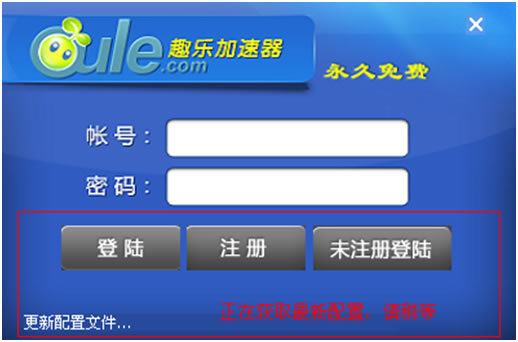 Qule.com 趣乐加速器
永久免费
帐号：
密码：
登陆 注册 未注册登陆
正在获取最新配置，请稍等
更新配置文件...